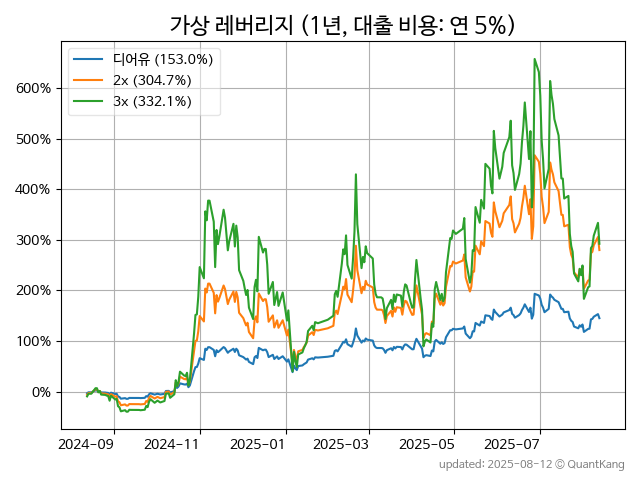 가상 레버리지 (1년, 대출 비용: 연 5%)
디어유 (153.0%)
2x (304.7%)
3x (332.1%)
600%
500%
400%
300%
200%
100%
0%
2024-09
2024-11
2025-01
2025-03
2025-05
2025-07
updated: 2025-08-12 © QuantKang